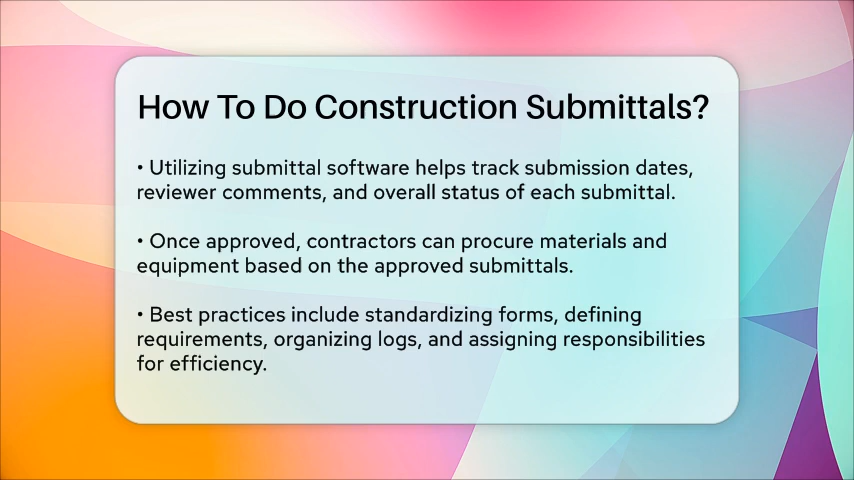 How To Do Construction Submittals?
• Utilizing submittal software helps track submission dates,
reviewer comments, and overall status of each submittal.
• Once approved, contractors can procure materials and
equipment based on the approved submittals.
• Best practices include standardizing forms, defining
requirements, organizing logs, and assigning responsibilities
for efficiency.